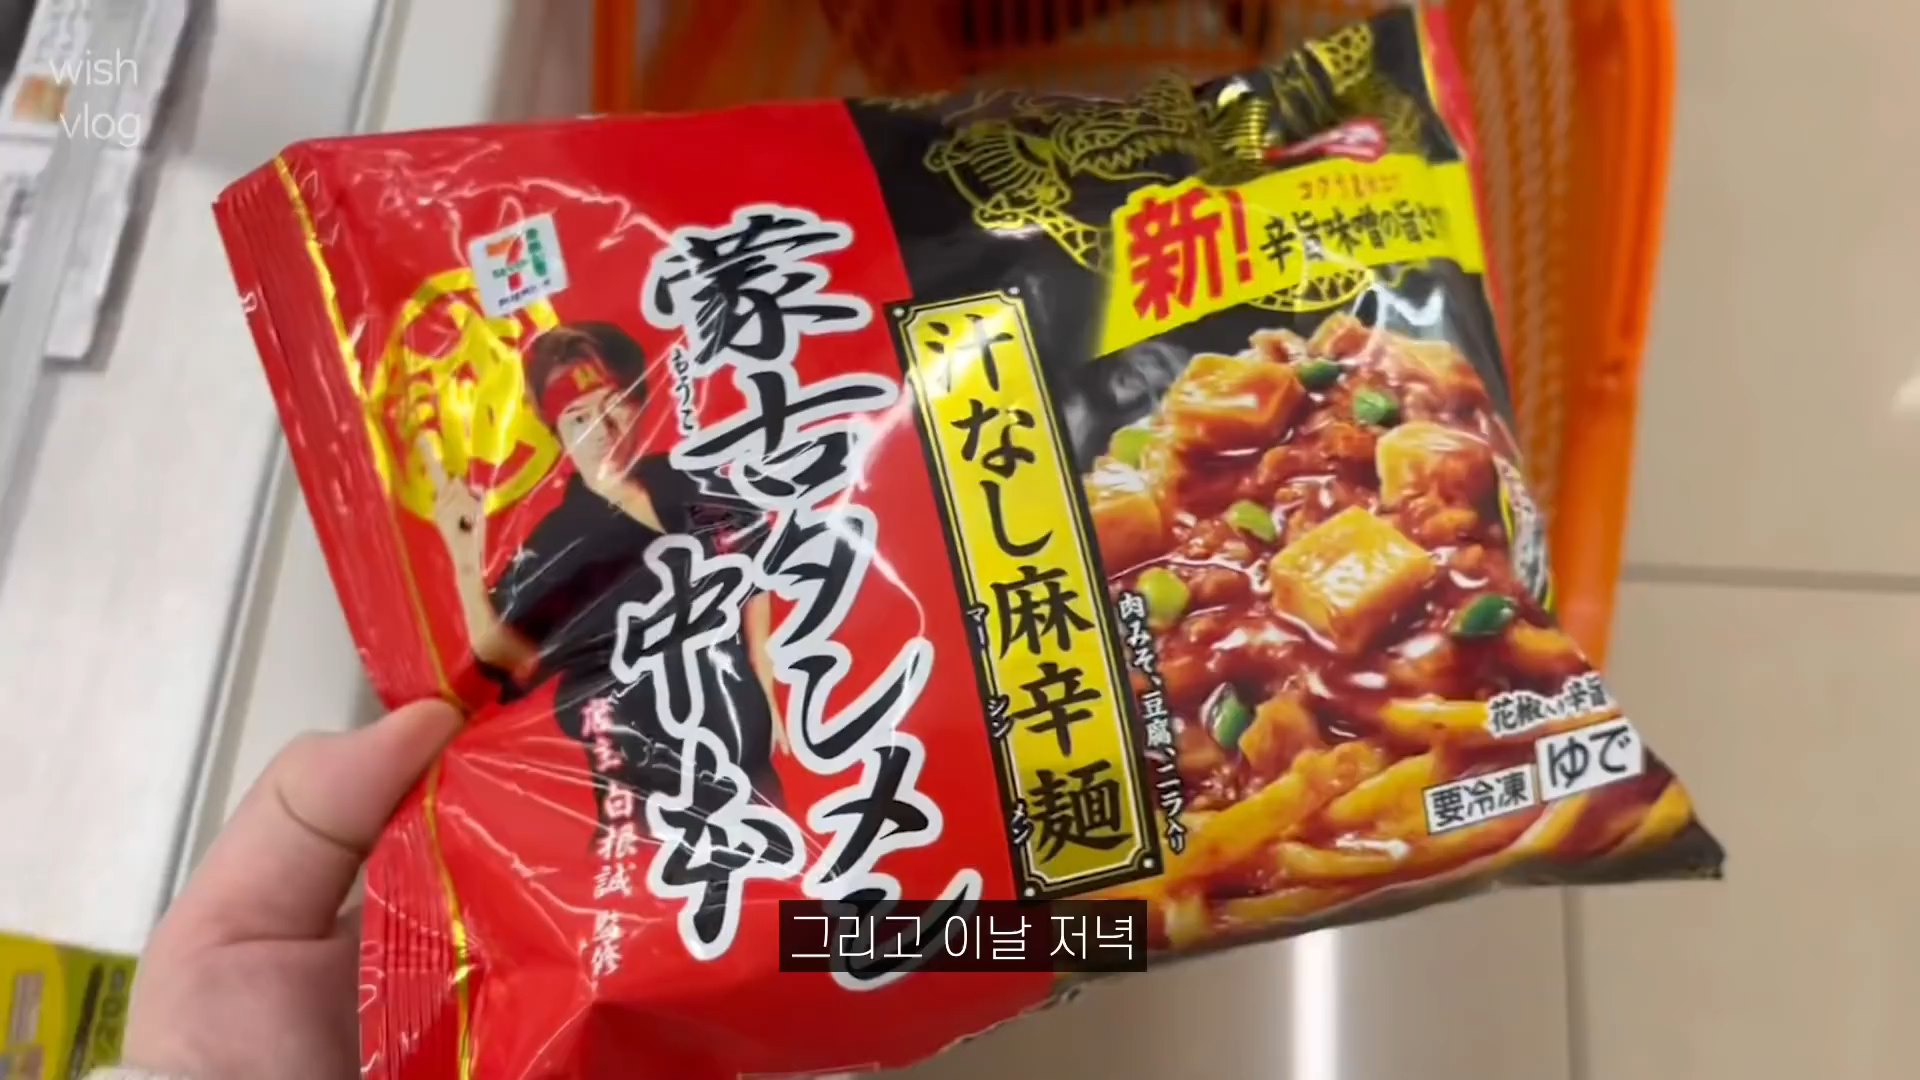 wish
vlog
蒙古タンメン
もうこ
中本
店主 白根誠 監修
汁なし麻辛麺
マー シン メン
肉みそ、豆腐、ニラ入り
新!
辛旨味噌の旨さ
花椒入り辛旨
要冷凍
ゆで
그리고 이날 저녁